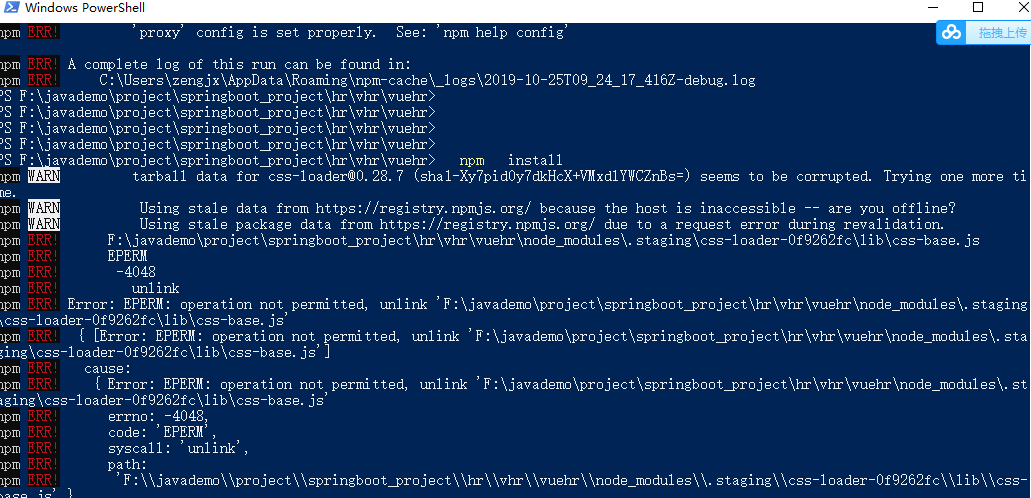 Windows PowerShell
拖拽上传
npm ERR! 'proxy' config is set properly.  See: 'npm help config'
npm ERR! A complete log of this run can be found in:
npm ERR!     C:\Users\zengjx\AppData\Roaming\npm-cache\_logs\2019-10-25T09_24_17_416Z-debug.log
PS F:\javademo\project\springboot_project\hr\vhr\vuehr>
PS F:\javademo\project\springboot_project\hr\vhr\vuehr>
PS F:\javademo\project\springboot_project\hr\vhr\vuehr>
PS F:\javademo\project\springboot_project\hr\vhr\vuehr>
PS F:\javademo\project\springboot_project\hr\vhr\vuehr>   npm   install
npm WARN tarball data for css-loader@0.28.7 (sha1-Xy7pid0y7dkHcX+VMxdlYWCZnBs=) seems to be corrupted. Trying one more ti
me.
npm WARN Using stale data from https://registry.npmjs.org/ because the host is inaccessible -- are you offline?
npm WARN Using stale package data from https://registry.npmjs.org/ due to a request error during revalidation.
npm ERR! F:\javademo\project\springboot_project\hr\vhr\vuehr\node_modules\.staging\css-loader-0f9262fc\lib\css-base.js
npm ERR! EPERM
npm ERR! -4048
npm ERR! unlink
npm ERR! Error: EPERM: operation not permitted, unlink 'F:\javademo\project\springboot_project\hr\vhr\vuehr\node_modules\.staging
\css-loader-0f9262fc\lib\css-base.js'
npm ERR!  { [Error: EPERM: operation not permitted, unlink 'F:\javademo\project\springboot_project\hr\vhr\vuehr\node_modules\.sta
ging\css-loader-0f9262fc\lib\css-base.js']
npm ERR!   cause:
npm ERR!    { Error: EPERM: operation not permitted, unlink 'F:\javademo\project\springboot_project\hr\vhr\vuehr\node_modules\.st
aging\css-loader-0f9262fc\lib\css-base.js'
npm ERR!      errno: -4048,
npm ERR!      code: 'EPERM',
npm ERR!      syscall: 'unlink',
npm ERR!      path:
npm ERR!       'F:\\javademo\\project\\springboot_project\\hr\\vhr\\vuehr\\node_modules\\.staging\\css-loader-0f9262fc\\lib\\css-
base.js' }